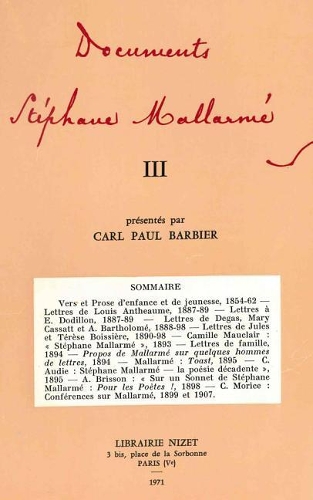 Documents
Stéphane Mallarmé
III
présentés par
CARL PAUL BARBIER
SOMMAIRE
Vers et Prose d'enfance et de jeunesse, 1854-62 —
Lettres de Louis Antheaume, 1887-89 — Lettres à
E. Dodillon, 1887-89 — Lettres de Degas, Mary
Cassatt et A. Bartholomé, 1888-98 — Lettres de Jules
et Térèse Boissière, 1890-98 — Camille Mauclair :
« Stéphane Mallarmé », 1893 — Lettres de famille,
1894 — Propos de Mallarmé sur quelques hommes
de lettres, 1894 — Mallarmé : Toast, 1895 — C.
Audie : Stéphane Mallarmé — la poésie décadente »,
1895 — A. Brisson : « Sur un Sonnet de Stéphane
Mallarmé : Pour les Poètes !, 1898 — C. Morice :
Conférences sur Mallarmé, 1899 et 1907.
LIBRAIRIE NIZET
3 bis, place de la Sorbonne
PARIS (Ve)
1971